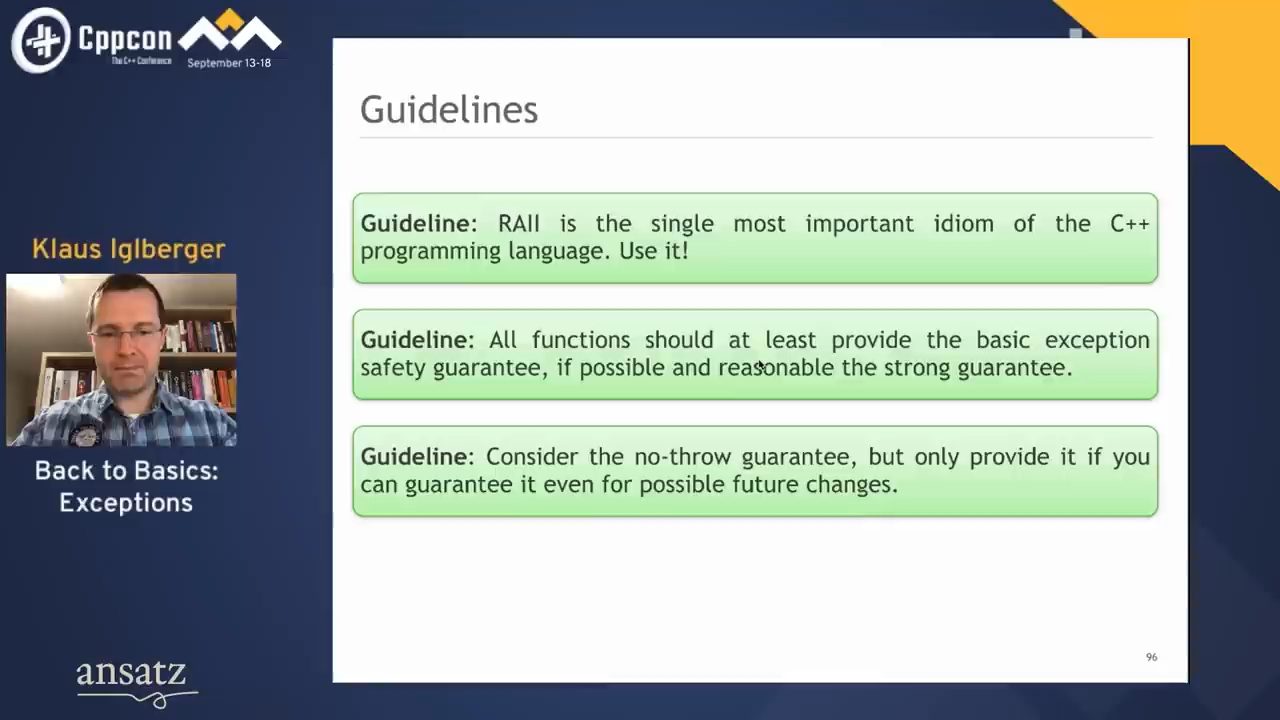 Cppcon
The C++ Conference
September 13-18
Klaus Iglberger
Back to Basics:
Exceptions
ansatz
Guidelines
Guideline: RAII is the single most important idiom of the C++
programming language. Use it!
Guideline: All functions should at least provide the basic exception
safety guarantee, if possible and reasonable the strong guarantee.
Guideline: Consider the no-throw guarantee, but only provide it if you
can guarantee it even for possible future changes.
96